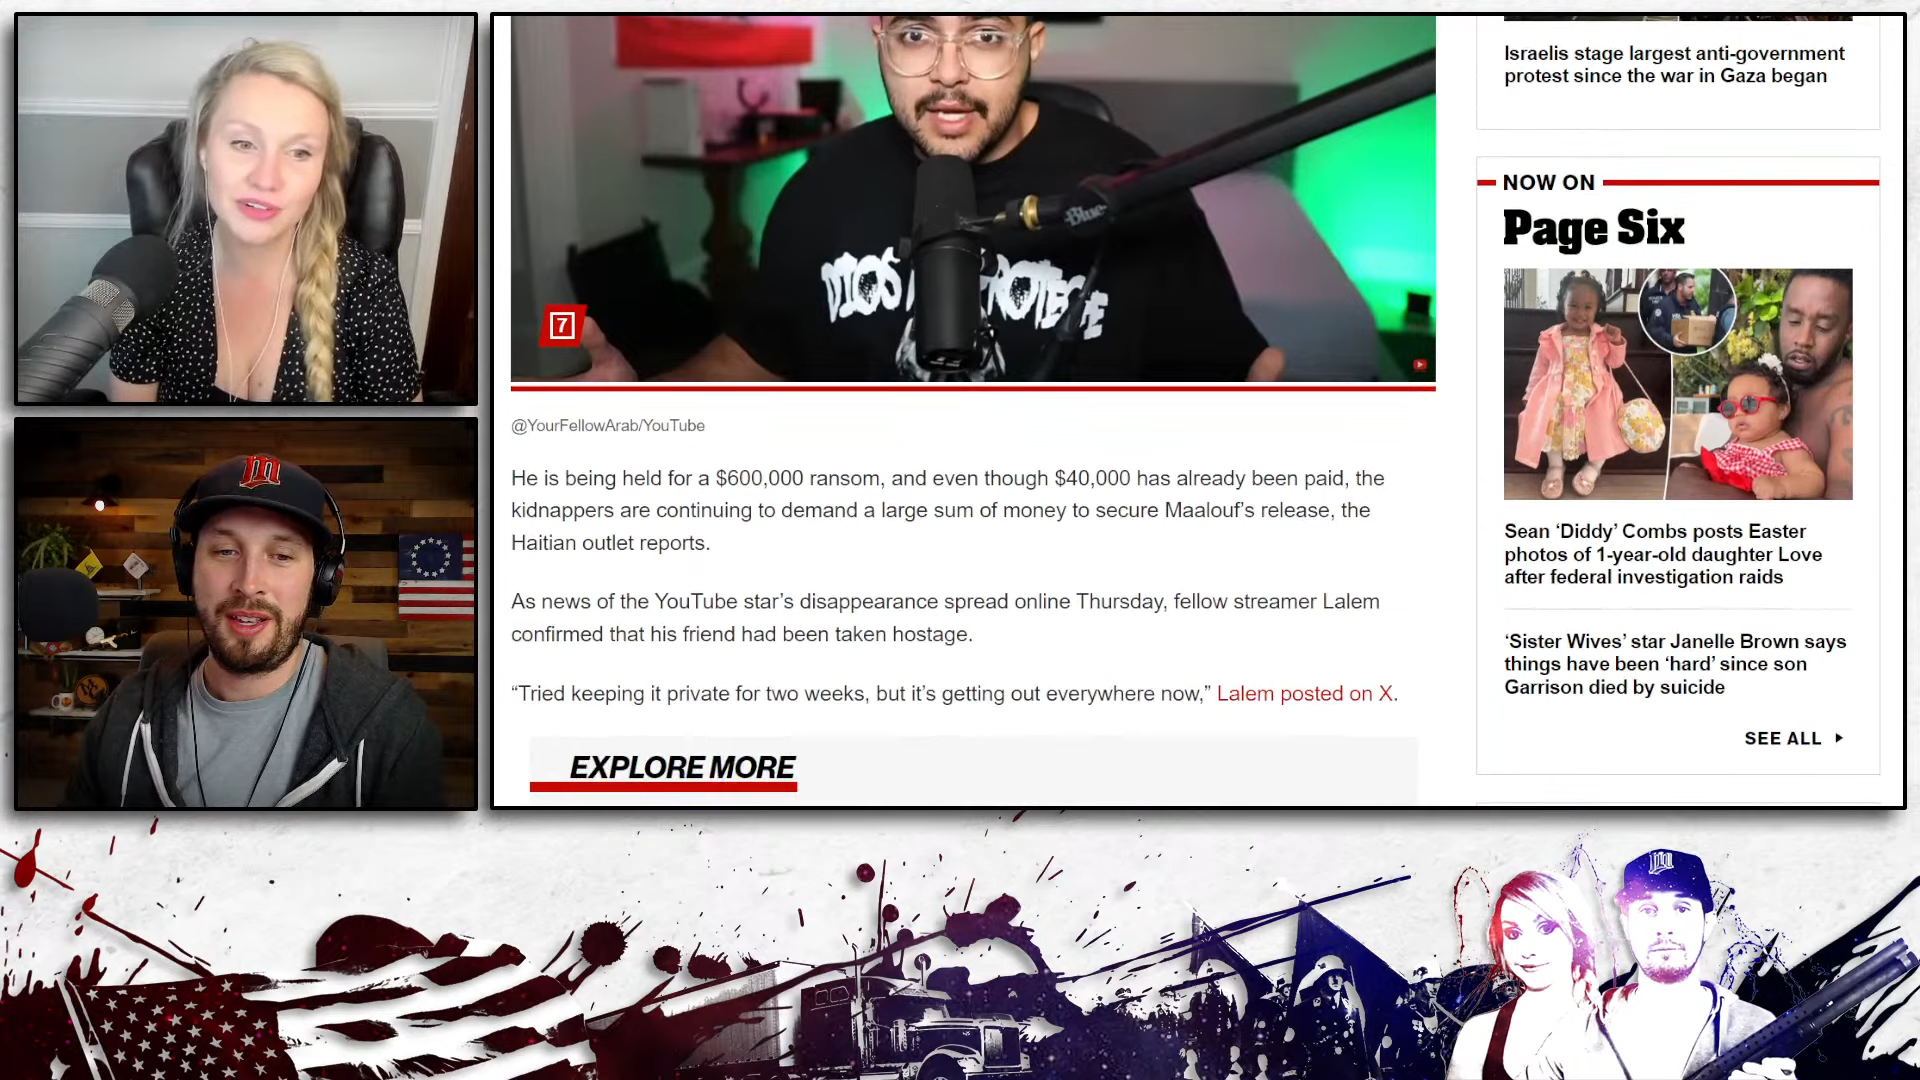 DIOS
PROTEGE
Blue
7
@YourFellowArab/YouTube
He is being held for a $600,000 ransom, and even though $40,000 has already been paid, the
kidnappers are continuing to demand a large sum of money to secure Maalouf’s release, the
Haitian outlet reports.
As news of the YouTube star’s disappearance spread online Thursday, fellow streamer Lalem
confirmed that his friend had been taken hostage.
“Tried keeping it private for two weeks, but it’s getting out everywhere now,” Lalem posted on X.
EXPLORE MORE
Israelis stage largest anti-government
protest since the war in Gaza began
NOW ON
Page Six
Sean ‘Diddy’ Combs posts Easter
photos of 1-year-old daughter Love
after federal investigation raids
‘Sister Wives’ star Janelle Brown says
things have been ‘hard’ since son
Garrison died by suicide
SEE ALL